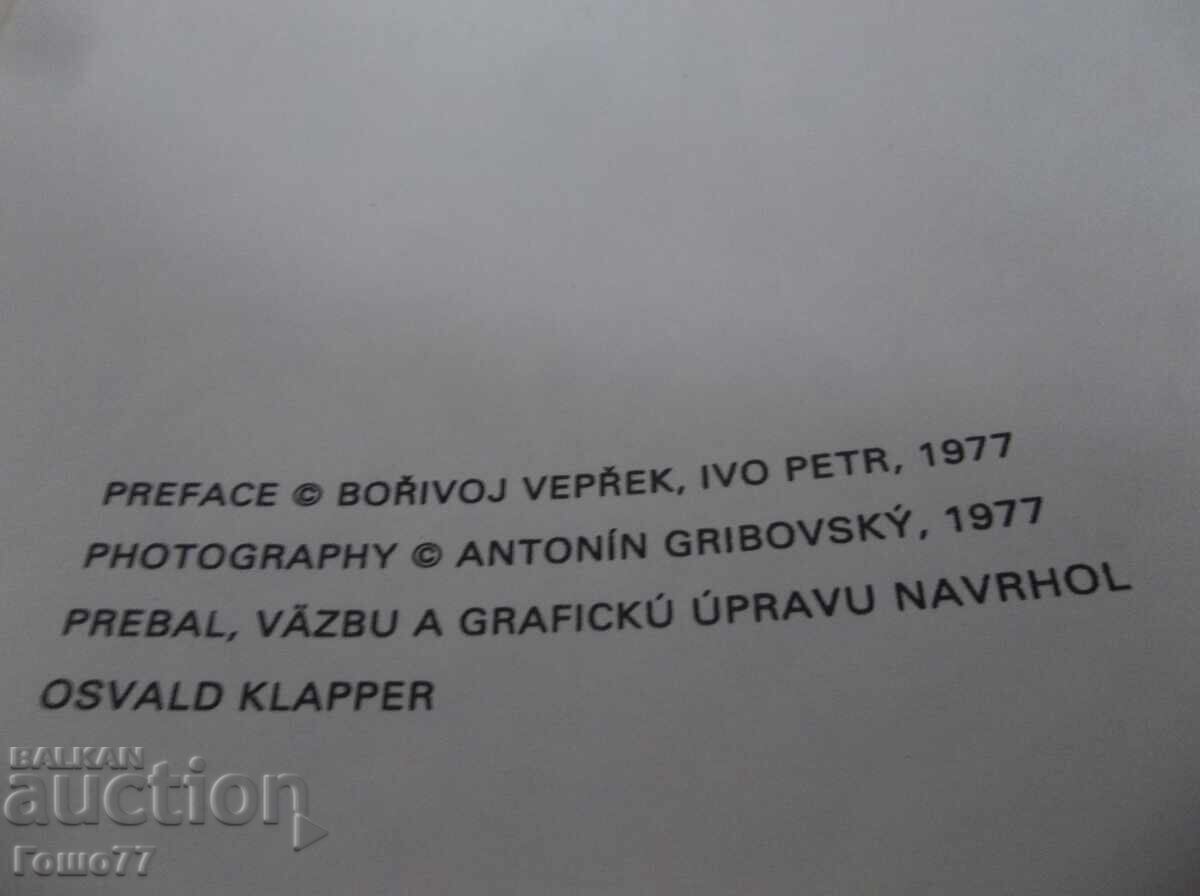 PREFACE © BOŘIVOJ VEPŘEK, IVO PETR, 1977
PHOTOGRAPHY © ANTONÍN GRIBOVSKÝ, 1977
PREBAL, VÄZBU A GRAFICKÚ ÚPRAVU NAVRHOL
OSVALD KLAPPER
BALKAN
auction
Гошо77